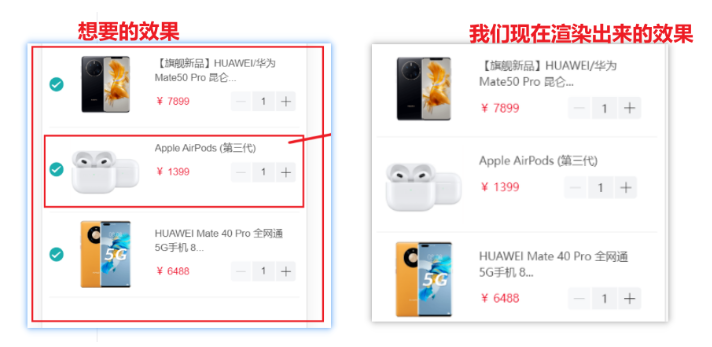 想要的效果
我们现在渲染出来的效果
【旗舰新品】HUAWEI/华为
Mate50 Pro 昆仑...
¥ 7899
— 1 +
Apple AirPods (第三代)
¥ 1399
— 1 +
HUAWEI Mate 40 Pro 全网通
5G手机 8...
5G
¥ 6488
— 1 +
【旗舰新品】HUAWEI/华为
Mate50 Pro 昆仑...
¥ 7899
— 1 +
Apple AirPods (第三代)
¥ 1399
— 1 +
HUAWEI Mate 40 Pro 全网通
5G手机 8...
5G
¥ 6488
— 1 +